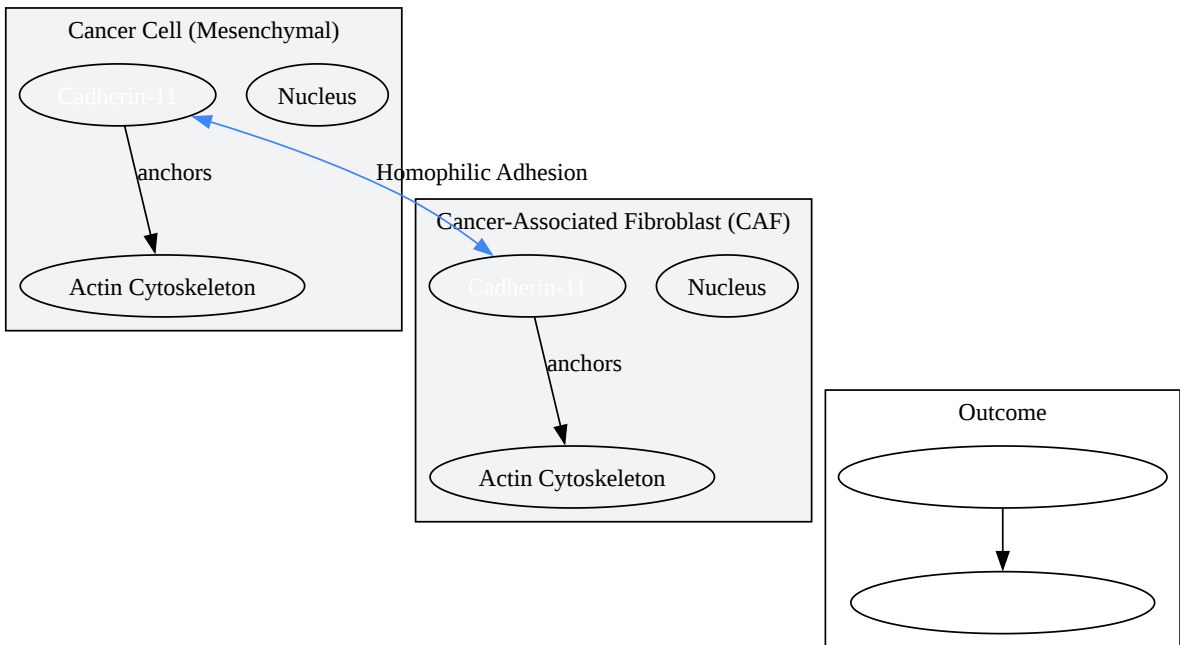 Cancer Cell (Mesenchymal)
Cadherin-11
Nucleus
anchors
Homophilic Adhesion
Actin Cytoskeleton
Cancer-Associated Fibroblast (CAF)
Cadherin-11
Nucleus
anchors
Actin Cytoskeleton
Outcome